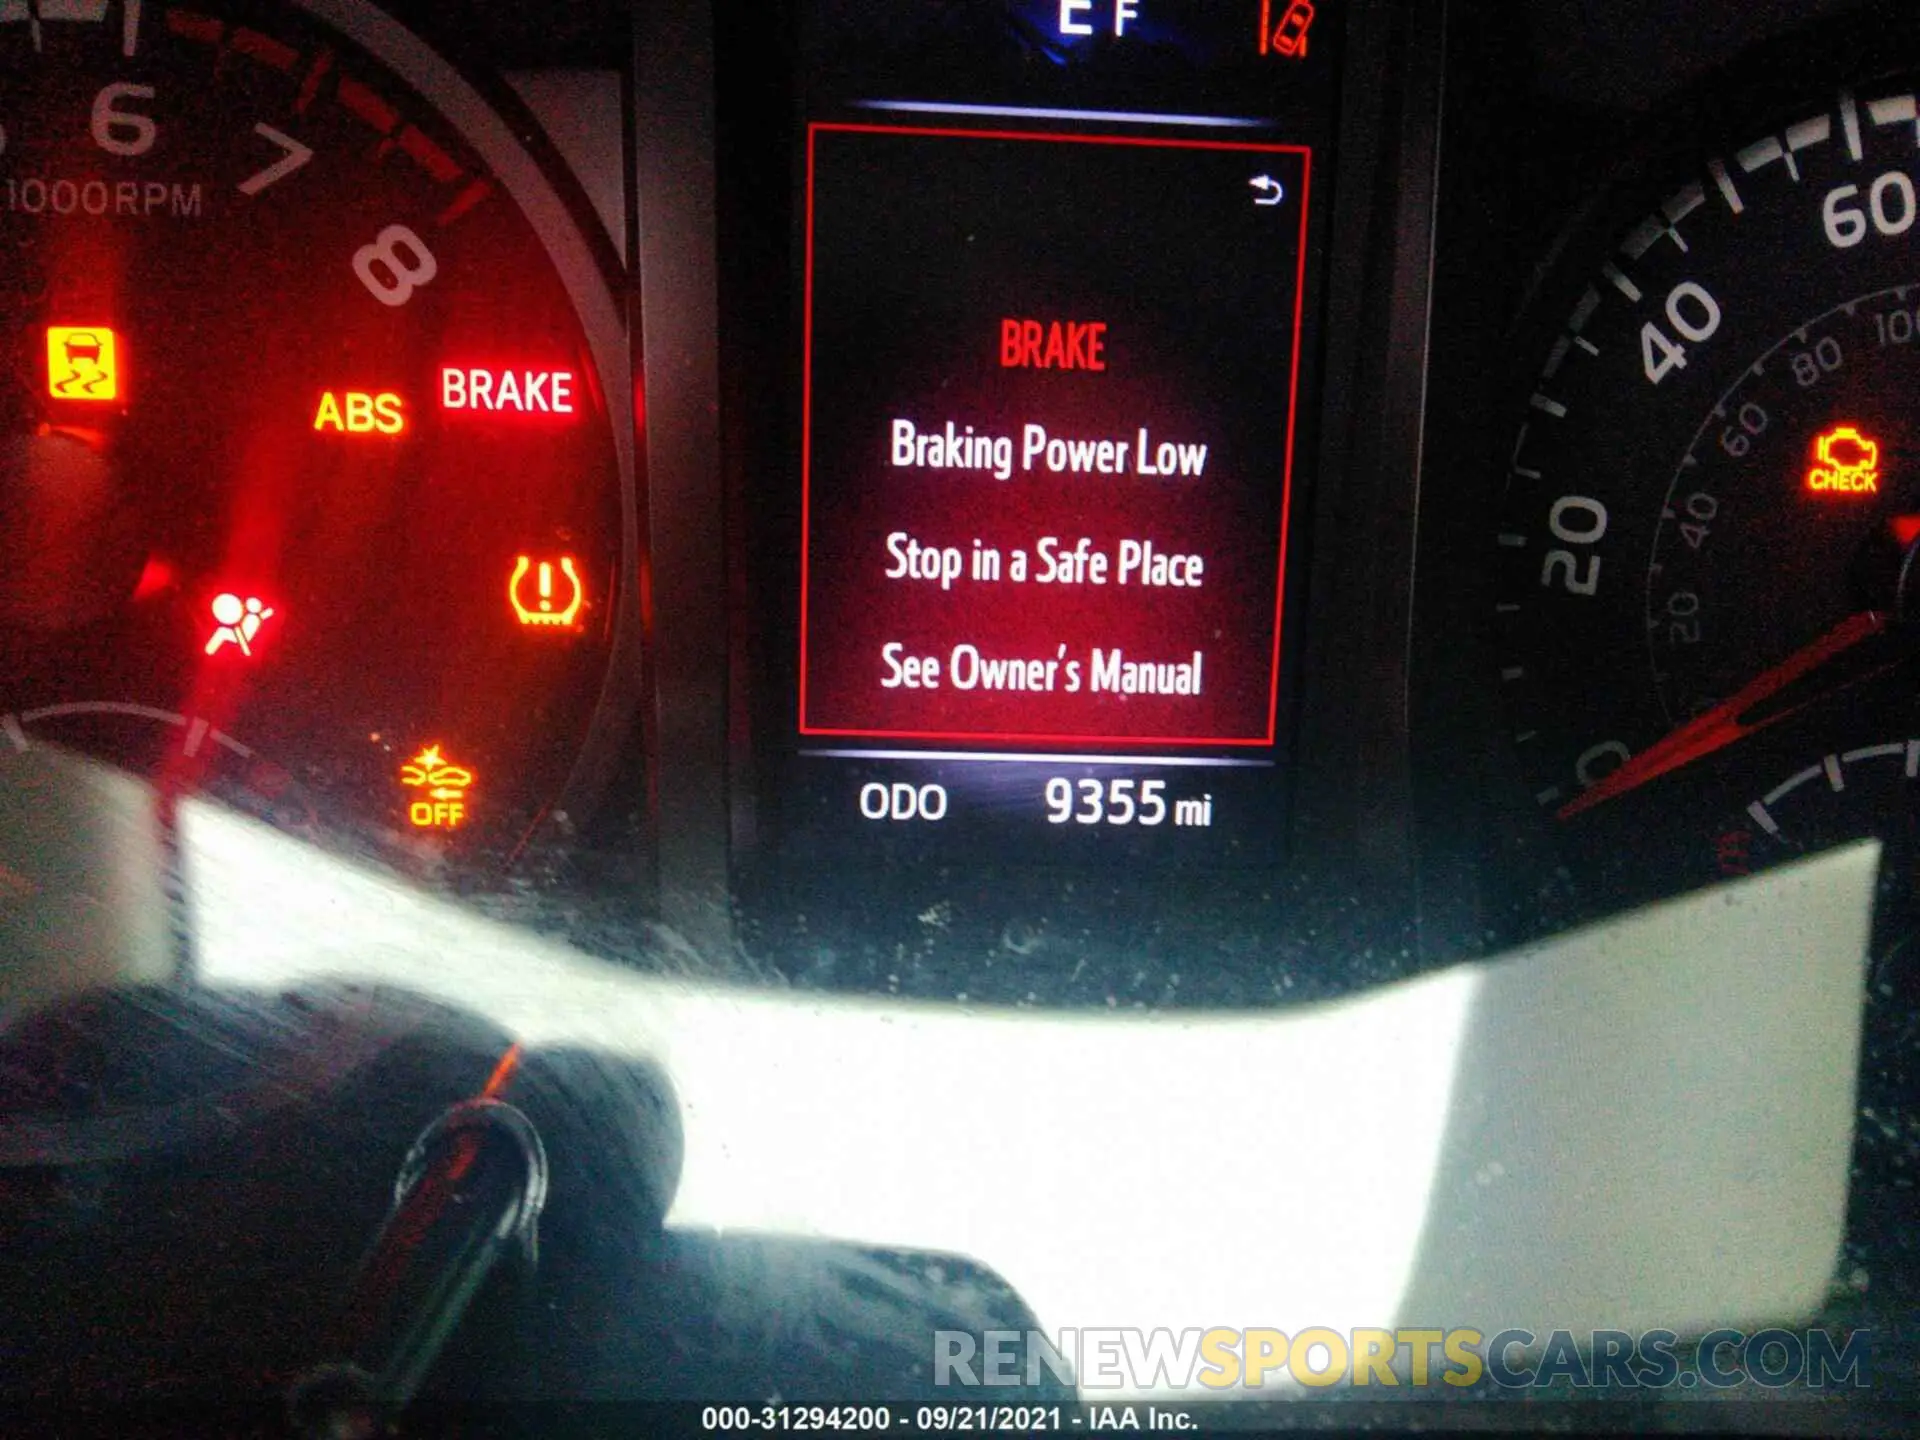 E F
6
7
8
1000RPM
ABS
BRAKE
OFF
BRAKE
Braking Power Low
Stop in a Safe Place
See Owner's Manual
ODO 9355 mi
60
40
20
0
100
80
60
40
20
CHECK
RENEWSPORTSCARS.COM
000-31294200 - 09/21/2021 - IAA Inc.